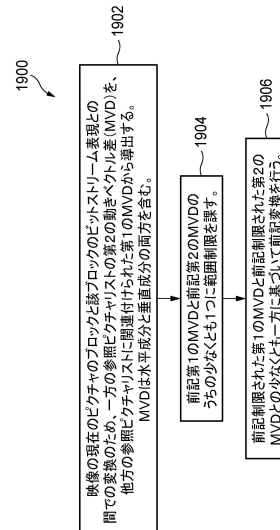 1900
映像の現在のピクチャのブロックと該ブロックのビットストリーム表現との
間での変換のため、一方の参照ピクチャリストの第2の動きベクトル差(MVD)を、
他方の参照ピクチャリストに関連付けられた第1のMVDから導出する。
MVDは水平成分と垂直成分の両方を含む。
1902
前記第1のMVDと前記第2のMVDの
うちの少なくとも1つに範囲制限を課す。
1904
前記制限された第1のMVDと前記制限された第2の
MVDとの少なくとも一方に基づいて前記変換を行う。
1906